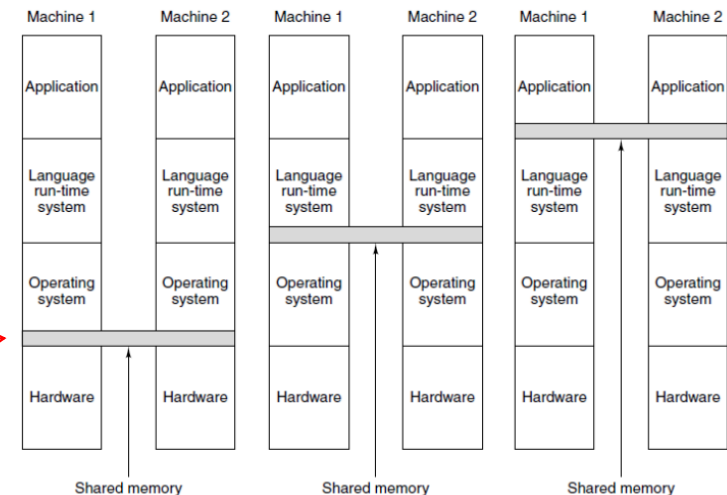 Machine 1 Machine 2 Machine 1 Machine 2 Machine 1 Machine 2
Application Application Application Application Application Application
Language Language Language Language Language Language
run-time run-time run-time run-time run-time run-time
system system system system system system
Operating Operating Operating Operating Operating Operating
system system system system system system
Hardware Hardware Hardware Hardware Hardware Hardware
Shared memory Shared memory Shared memory